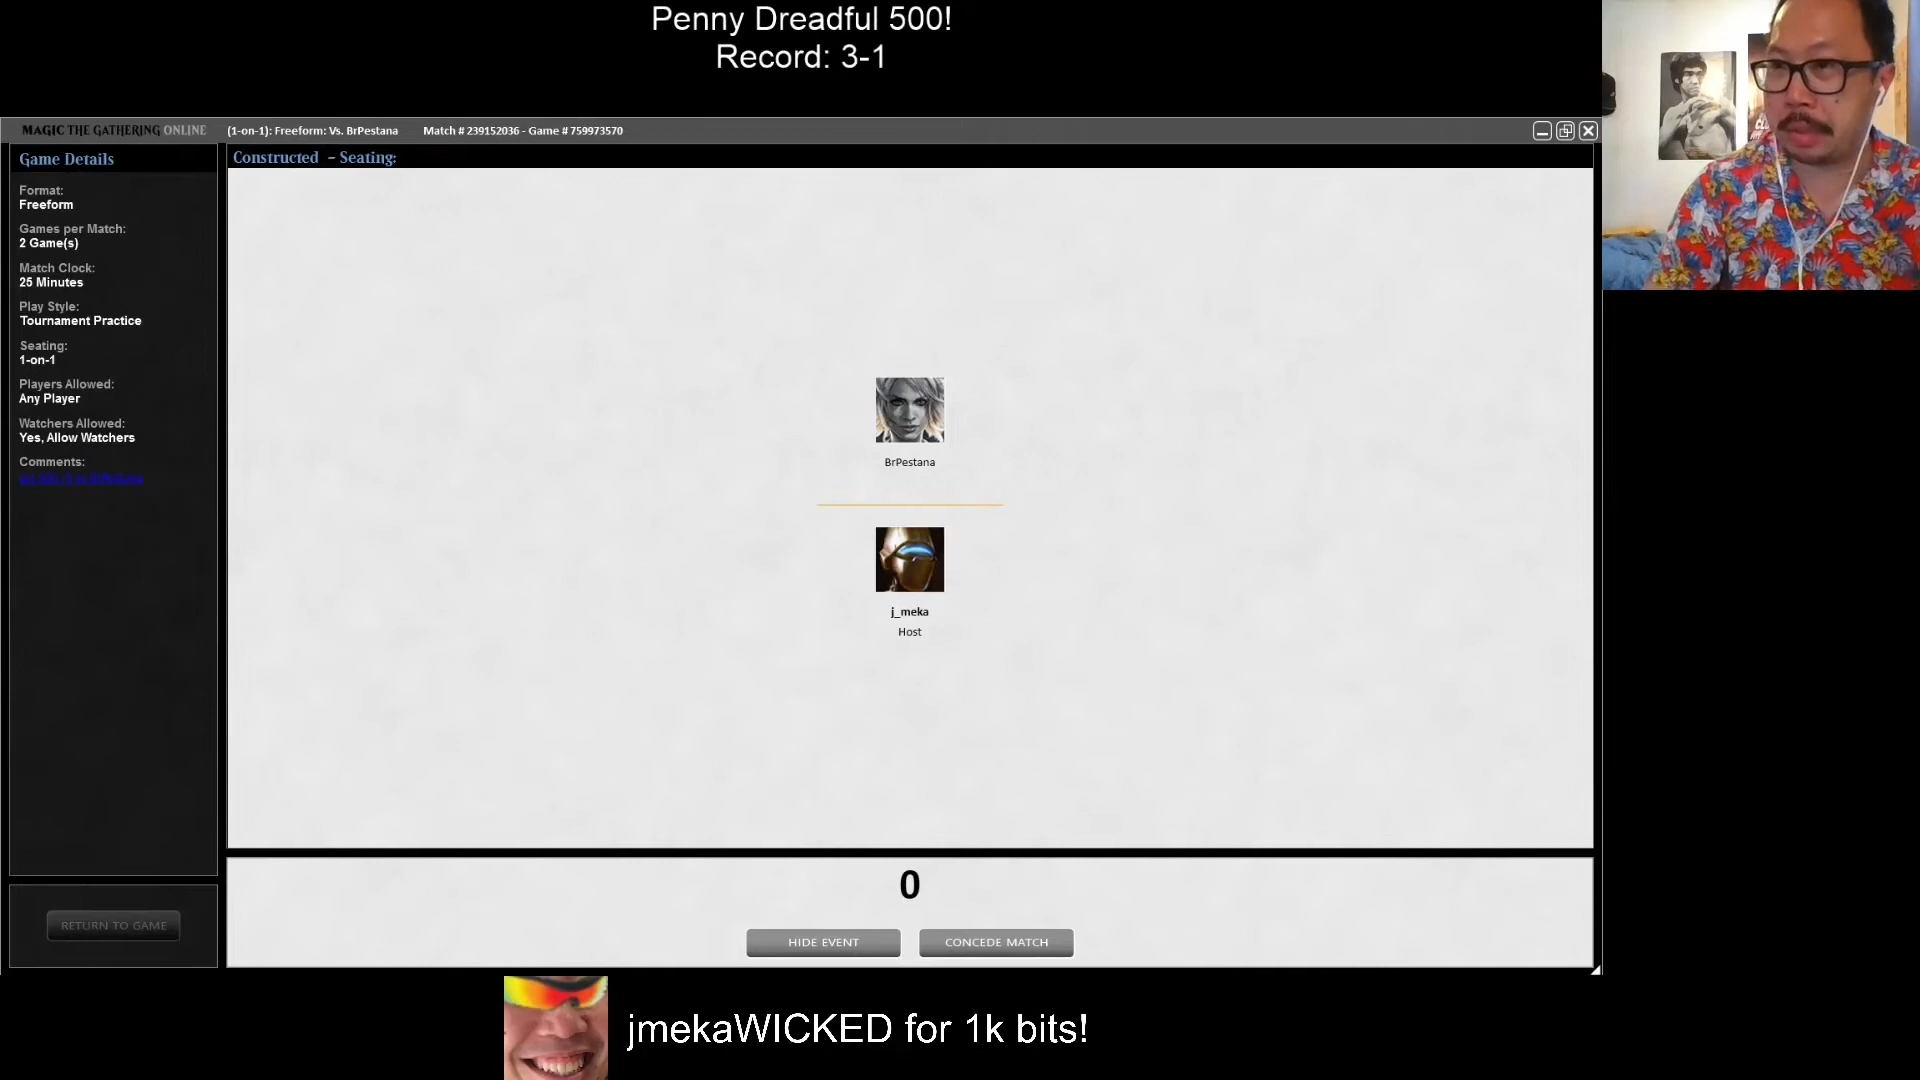 Penny Dreadful 500!
Record: 3-1
MAGIC THE GATHERING ONLINE
(1-on-1): Freeform: Vs. BrPestana
Match # 239152036 - Game # 759973570
Game Details
Constructed – Seating:
Format:
Freeform
Games per Match:
2 Game(s)
Match Clock:
25 Minutes
Play Style:
Tournament Practice
Seating:
1-on-1
Players Allowed:
Any Player
Watchers Allowed:
Yes, Allow Watchers
Comments:
BrPestana
j_meka
Host
0
RETURN TO GAME
HIDE EVENT
CONCEDE MATCH
jmekaWICKED for 1k bits!